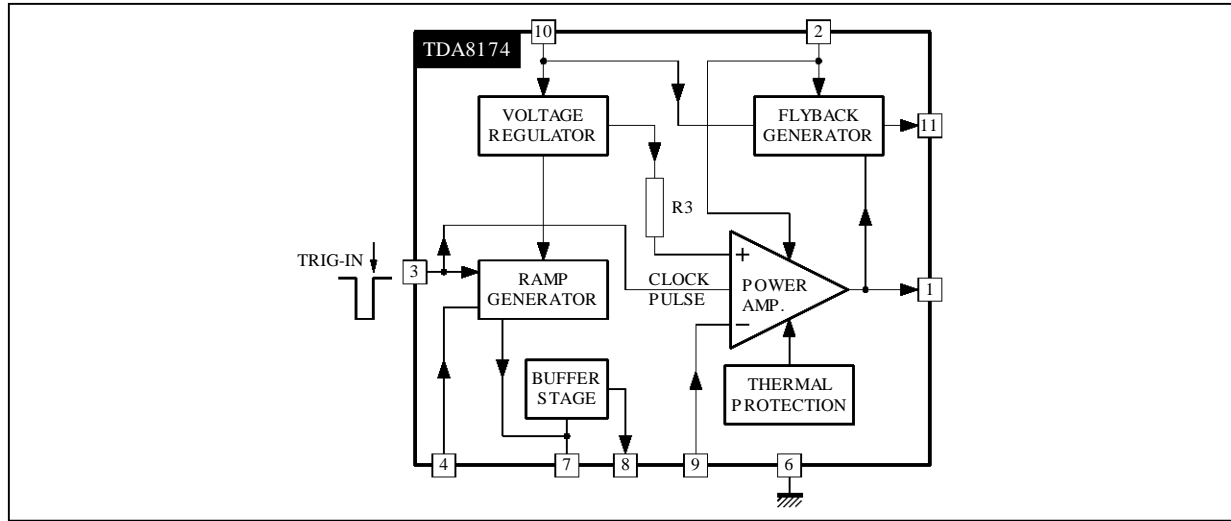 TDA8174
10
2
VOLTAGE
REGULATOR
FLYBACK
GENERATOR
11
R3
TRIG-IN
3
RAMP
GENERATOR
CLOCK
PULSE
+
POWER
AMP.
−
1
BUFFER
STAGE
THERMAL
PROTECTION
4
7
8
9
6